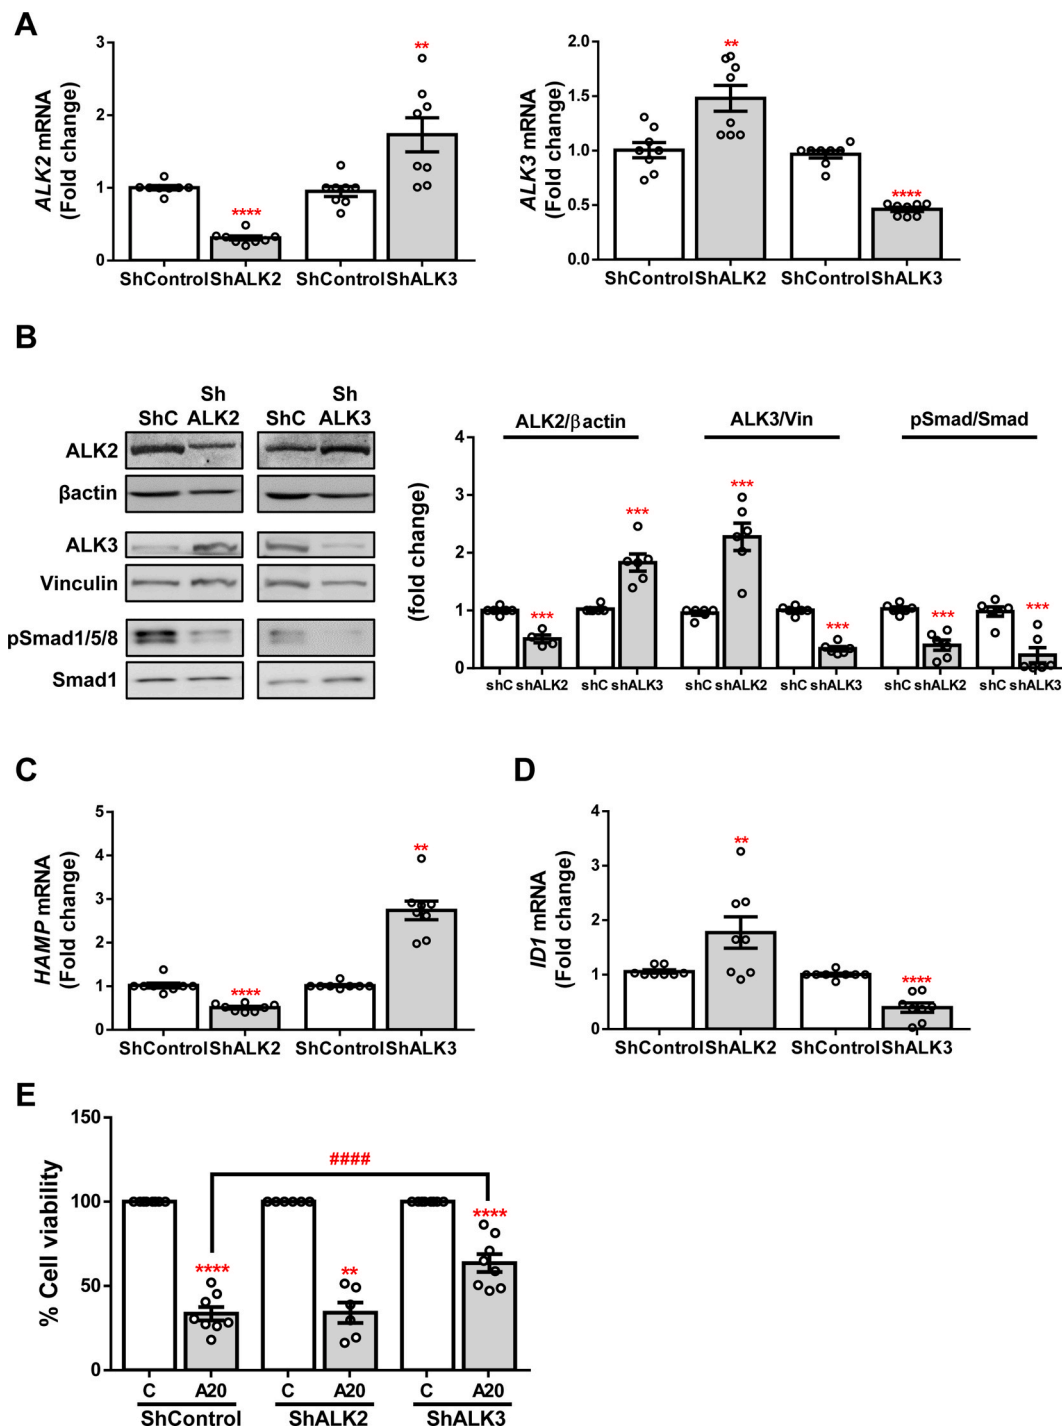 A
ALK2 mRNA
(Fold change)
3
2
1
0
**
****
ShControl ShALK2 ShControl ShALK3
ALK3 mRNA
(Fold change)
2.0
1.5
1.0
0.5
0.0
**
****
ShControl ShALK2 ShControl ShALK3
B
ShC Sh ALK2 ShC Sh ALK3
ALK2
βactin
ALK3
Vinculin
pSmad1/5/8
Smad1
ALK2/βactin ALK3/Vin pSmad/Smad
(fold change)
4
3
2
1
0
*** *** *** *** *** ***
shC shALK2 shC shALK3 shC shALK2 shC shALK3 shC shALK2 shC shALK3
C
HAMP mRNA
(Fold change)
5
4
3
2
1
0
**
****
ShControl ShALK2 ShControl ShALK3
D
ID1 mRNA
(Fold change)
4
3
2
1
0
**
****
ShControl ShALK2 ShControl ShALK3
E
% Cell viability
150
100
50
0
####
**** ** ****
C A20 C A20 C A20
ShControl ShALK2 ShALK3